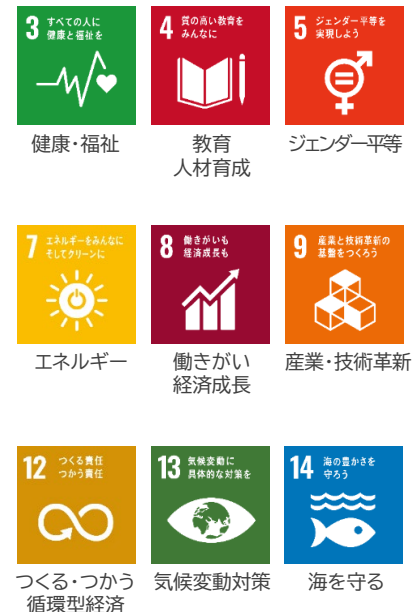 3 すべての人に
健康と福祉を
4 質の高い教育を
みんなに
5 ジェンダー平等を
実現しよう
健康・福祉
教育
人材育成
ジェンダー平等
7 エネルギーをみんなに
そしてクリーンに
8 働きがいも
経済成長も
9 産業と技術革新の
基盤をつくろう
エネルギー
働きがい
経済成長
産業・技術革新
12 つくる責任
つかう責任
13 気候変動に
具体的な対策を
14 海の豊かさを
守ろう
つくる・つかう
循環型経済
気候変動対策
海を守る